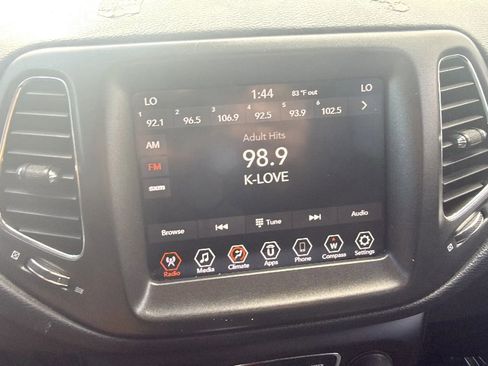 LO 1:44 83 °F out LO
1 92.1 2 96.5 3 106.9 4 92.5 5 93.9 6 102.5
AM
FM
SXM
Adult Hits
98.9
K-LOVE
Browse Tune Audio
Radio Media Climate Apps Phone Compass Settings
U
W